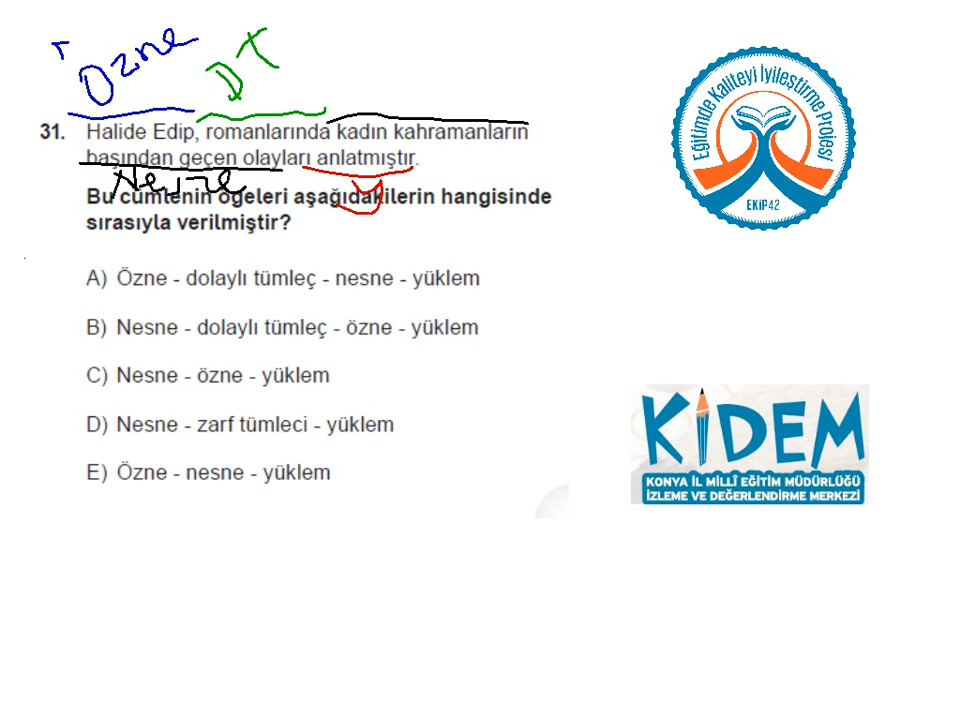 Özne
DT
31. Halide Edip, romanlarında kadın kahramanların
başından geçen olayları anlatmıştır.
Nesne
y
Bu cümlenin ögeleri aşağıdakilerin hangisinde
sırasıyla verilmiştir?
A) Özne - dolaylı tümleç - nesne - yüklem
B) Nesne - dolaylı tümleç - özne - yüklem
C) Nesne - özne - yüklem
D) Nesne - zarf tümleci - yüklem
E) Özne - nesne - yüklem
Eğitimde Kaliteyi İyileştirme Projesi
EKİP42
KİDEM
KONYA İL MİLLÎ EĞİTİM MÜDÜRLÜĞÜ
İZLEME VE DEĞERLENDİRME MERKEZİ